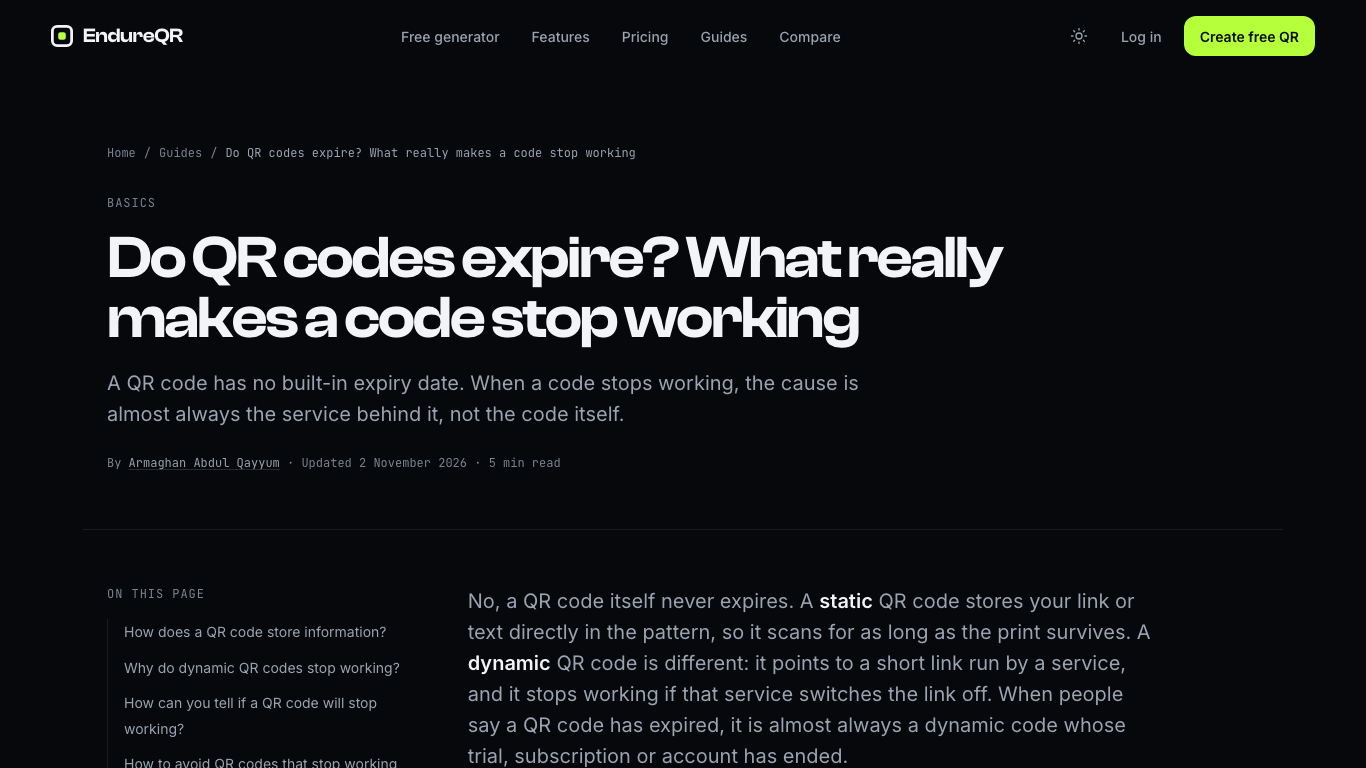 EndureQR
Free generator
Features
Pricing
Guides
Compare
Log in
Create free QR
Home / Guides / Do QR codes expire? What really makes a code stop working
BASICS
Do QR codes expire? What really
makes a code stop working
A QR code has no built-in expiry date. When a code stops working, the cause is
almost always the service behind it, not the code itself.
By Armaghan Abdul Qayyum · Updated 2 November 2026 · 5 min read
ON THIS PAGE
How does a QR code store information?
Why do dynamic QR codes stop working?
How can you tell if a QR code will stop
working?
How to avoid QR codes that stop working
No, a QR code itself never expires. A static QR code stores your link or
text directly in the pattern, so it scans for as long as the print survives. A
dynamic QR code is different: it points to a short link run by a service,
and it stops working if that service switches the link off. When people
say a QR code has expired, it is almost always a dynamic code whose
trial, subscription or account has ended.